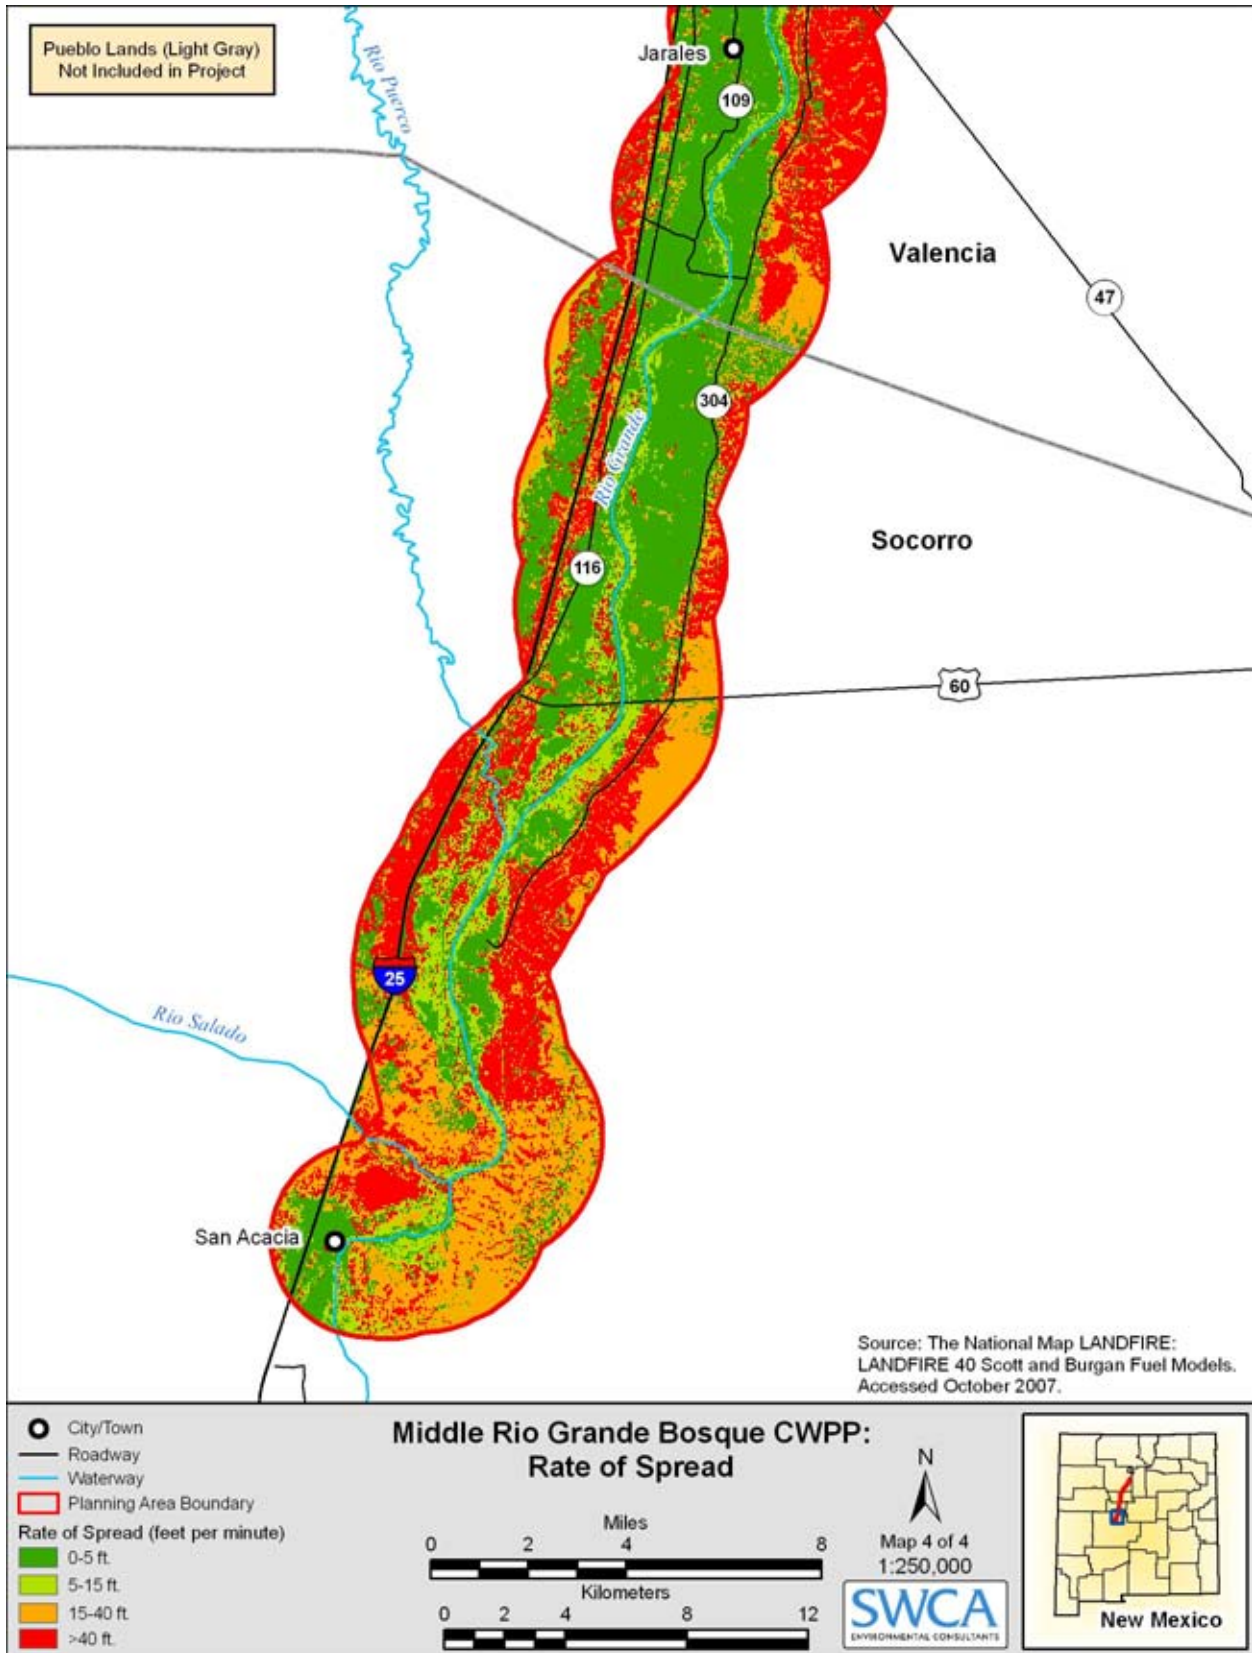 Pueblo Lands (Light Gray)
Not Included in Project
Rio Puerco
Jarales
109
Valencia
47
304
Rio Grande
Socorro
116
60
25
Rio Salado
San Acacia
Source: The National Map LANDFIRE:
LANDFIRE 40 Scott and Burgan Fuel Models.
Accessed October 2007.
City/Town
Roadway
Waterway
Planning Area Boundary
Rate of Spread (feet per minute)
0-5 ft.
5-15 ft.
15-40 ft.
>40 ft.
Middle Rio Grande Bosque CWPP:
Rate of Spread
Miles
0 2 4 8
Kilometers
0 2 4 8 12
N
Map 4 of 4
1:250,000
SWCA
ENVIRONMENTAL CONSULTANTS
New Mexico